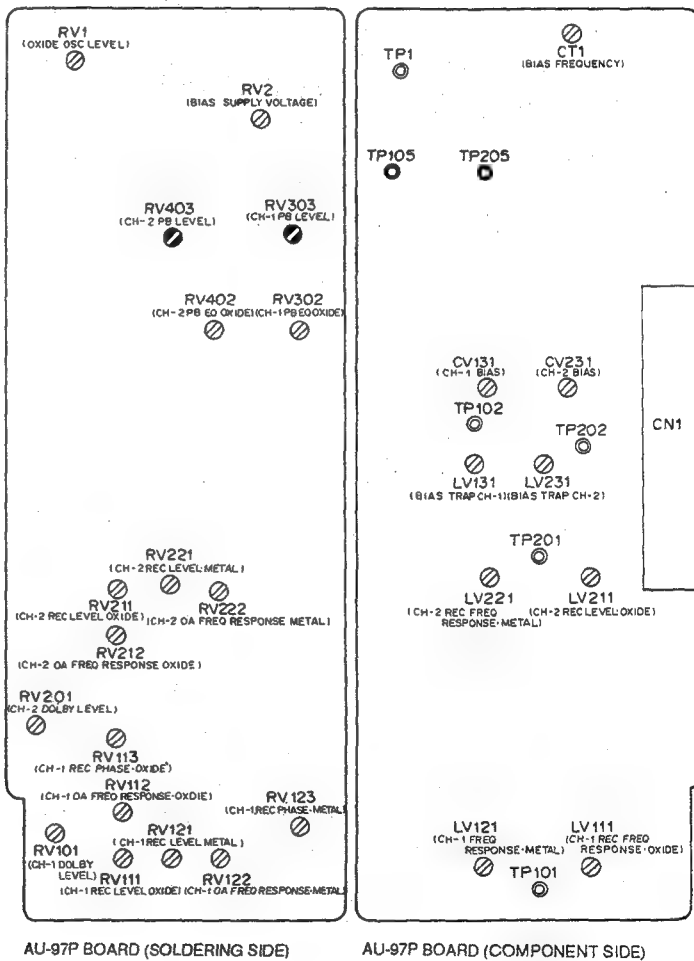 RV1
(OXIDE OSC LEVEL)
RV2
(BIAS SUPPLY VOLTAGE)
RV403
(CH-2 PB LEVEL)
RV303
(CH-1 PB LEVEL)
RV402
(CH-2 PB EQ OXIDE)
RV302
(CH-1 PB EQ OXIDE)
RV221
(CH-2 REC LEVEL-METAL)
RV211
(CH-2 REC LEVEL OXIDE)
RV222
(CH-2 OA FREQ RESPONSE METAL)
RV212
(CH-2 OA FREQ RESPONSE OXIDE)
RV201
(CH-2 DOLBY LEVEL)
RV113
(CH-1 REC PHASE-OXIDE)
RV112
(CH-1 OA FREQ RESPONSE-OXDIE)
RV123
(CH-1 REC PHASE-METAL)
RV101
(CH-1 DOLBY
LEVEL)
RV121
(CH-1 REC LEVEL METAL)
RV111
(CH-1 REC LEVEL OXIDE)
RV122
(CH-1 OA FREQ RESPONSE-METAL)
AU-97P BOARD (SOLDERING SIDE)
TP1
CT1
(BIAS FREQUENCY)
TP105
TP205
CV131
(CH-1 BIAS)
CV231
(CH-2 BIAS)
TP102
TP202
CN1
LV131
(BIAS TRAP CH-1)
LV231
(BIAS TRAP CH-2)
TP201
LV221
(CH-2 REC FREQ
RESPONSE-METAL)
LV211
(CH-2 REC LEVEL OXIDE)
LV121
(CH-1 FREQ
RESPONSE-METAL)
LV111
(CH-1 REC FREQ
RESPONSE-OXIDE)
TP101
AU-97P BOARD (COMPONENT SIDE)